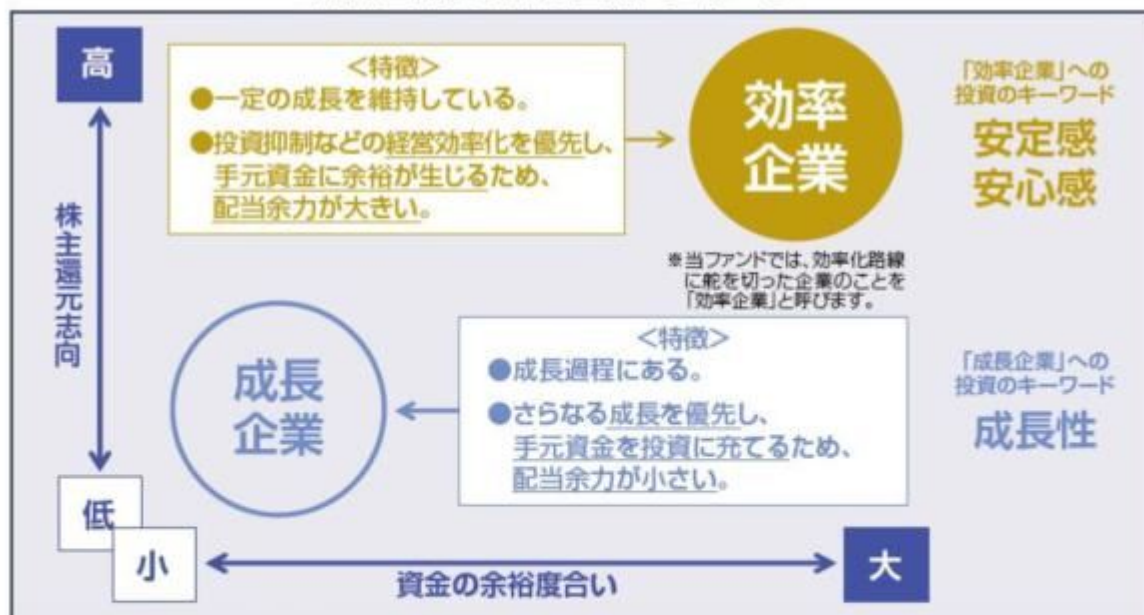 高
<特徴>
●一定の成長を維持している。
●投資抑制などの経営効率化を優先し、
手元資金に余裕が生じるため、
配当余力が大きい。
効率
企業
「効率企業」への
投資のキーワード
安定感
安心感
※当ファンドでは、効率化路線
に舵を切った企業のことを
「効率企業」と呼びます。
株主還元志向
成長
企業
<特徴>
●成長過程にある。
●さらなる成長を優先し、
手元資金を投資に充てるため、
配当余力が小さい。
「成長企業」への
投資のキーワード
成長性
低
小
資金の余裕度合い
大